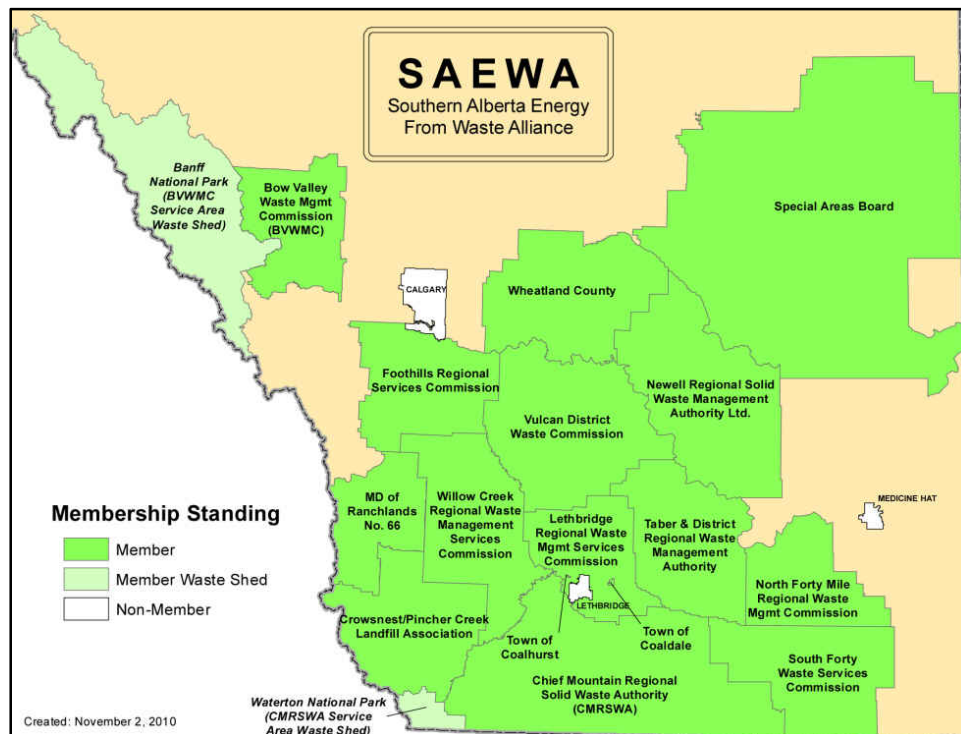 SAEWA
Southern Alberta Energy
From Waste Alliance
Banff
National Park
(BVWMC
Service Area
Waste Shed)
Bow Valley
Waste Mgmt
Commission
(BVWMC)
Special Areas Board
CALGARY
Wheatland County
Foothills Regional
Services Commission
Newell Regional Solid
Waste Management
Authority Ltd.
Vulcan District
Waste Commission
MEDICINE HAT
MD of
Ranchlands
No. 66
Willow Creek
Regional Waste
Management
Services
Commission
Lethbridge
Regional Waste
Mgmt Services
Commission
Taber & District
Regional Waste
Management
Authority
North Forty Mile
Regional Waste
Mgmt Commission
LETHBRIDGE
Crowsnest/Pincher Creek
Landfill Association
Town of
Coalhurst
Town of
Coaldale
South Forty
Waste Services
Commission
Chief Mountain Regional
Solid Waste Authority
(CMRSWA)
Waterton National Park
(CMRSWA Service
Area Waste Shed)
Membership Standing
Member
Member Waste Shed
Non-Member
Created: November 2, 2010